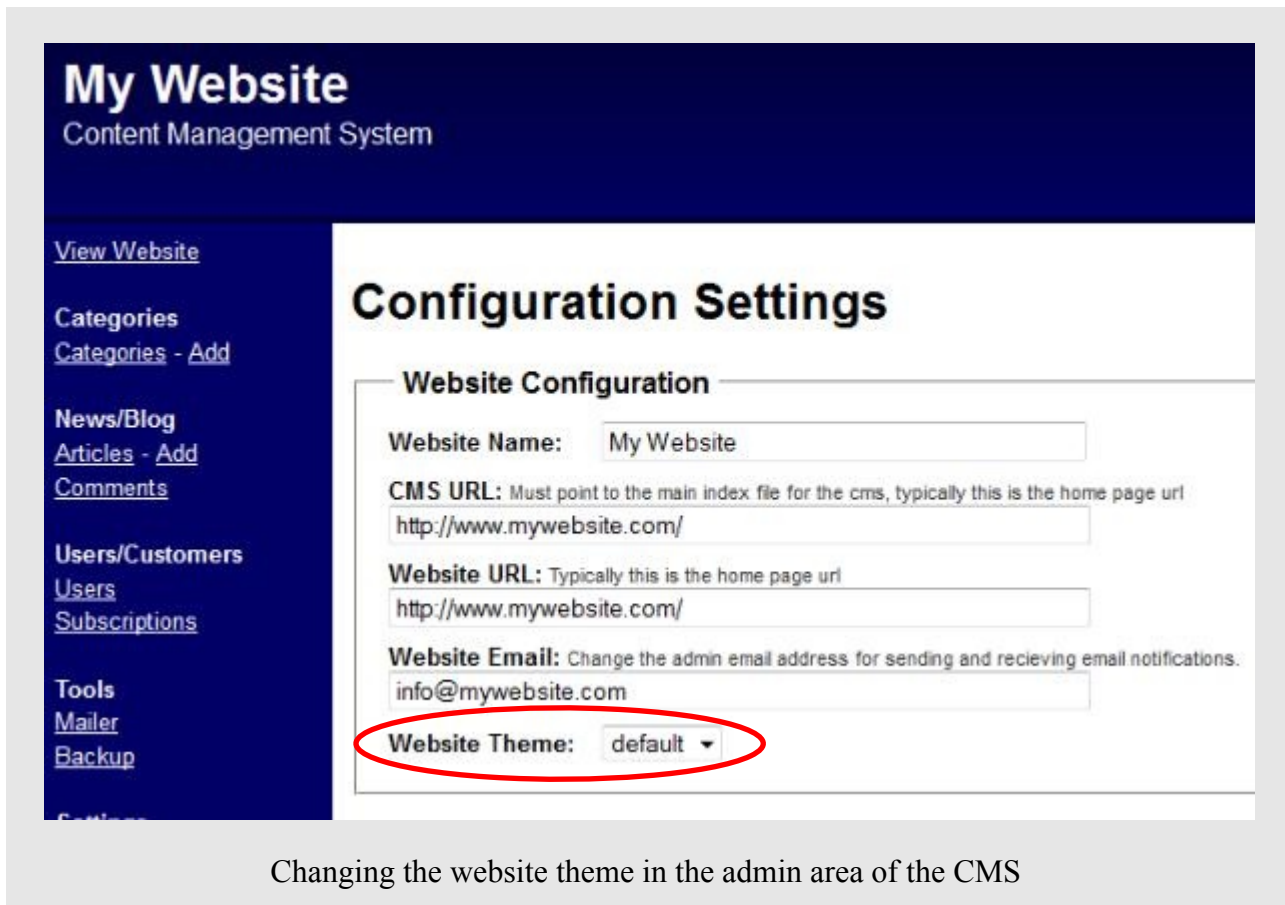 My Website
Content Management System
View Website
Categories
Categories - Add
News/Blog
Articles - Add
Comments
Users/Customers
Users
Subscriptions
Tools
Mailer
Backup
Configuration Settings
Website Configuration
Website Name: My Website
CMS URL: Must point to the main index file for the cms, typically this is the home page url
http://www.mywebsite.com/
Website URL: Typically this is the home page url
http://www.mywebsite.com/
Website Email: Change the admin email address for sending and recieving email notifications.
info@mywebsite.com
Website Theme: default
Changing the website theme in the admin area of the CMS